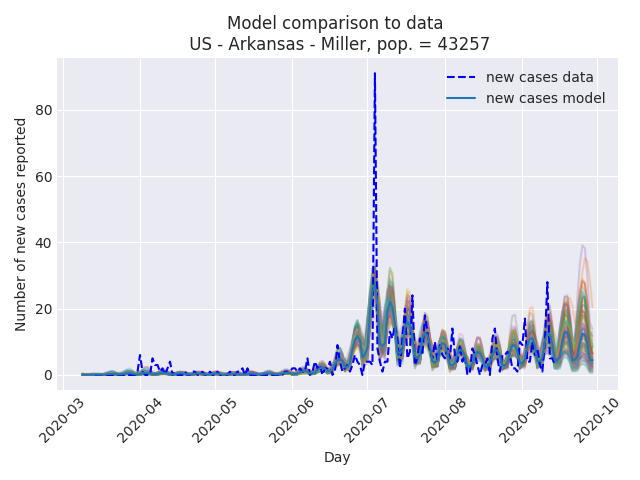 Model comparison to data
US - Arkansas - Miller, pop. = 43257
new cases data
new cases model
Number of new cases reported
80
60
40
20
0
2020-03
2020-04
2020-05
2020-06
2020-07
2020-08
2020-09
2020-10
Day